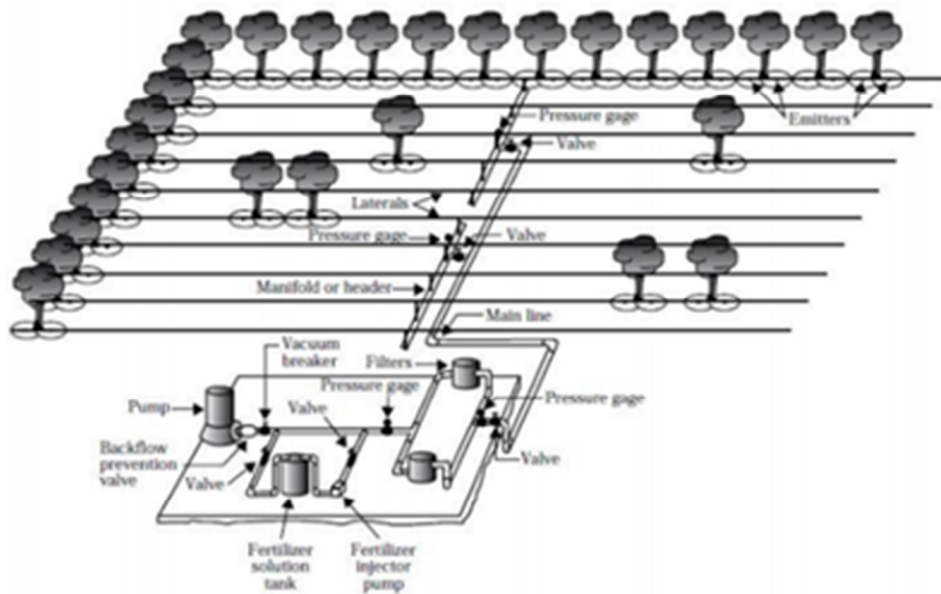 Pressure gage
Emitters
Valve
Laterals
Pressure gage
Valve
Manifold or header
Main line
Vacuum
breaker
Filters
Pressure gage
Pump
Valve
Pressure gage
Backflow
prevention
valve
Valve
Valve
Fertilizer
solution
tank
Fertilizer
injector
pump